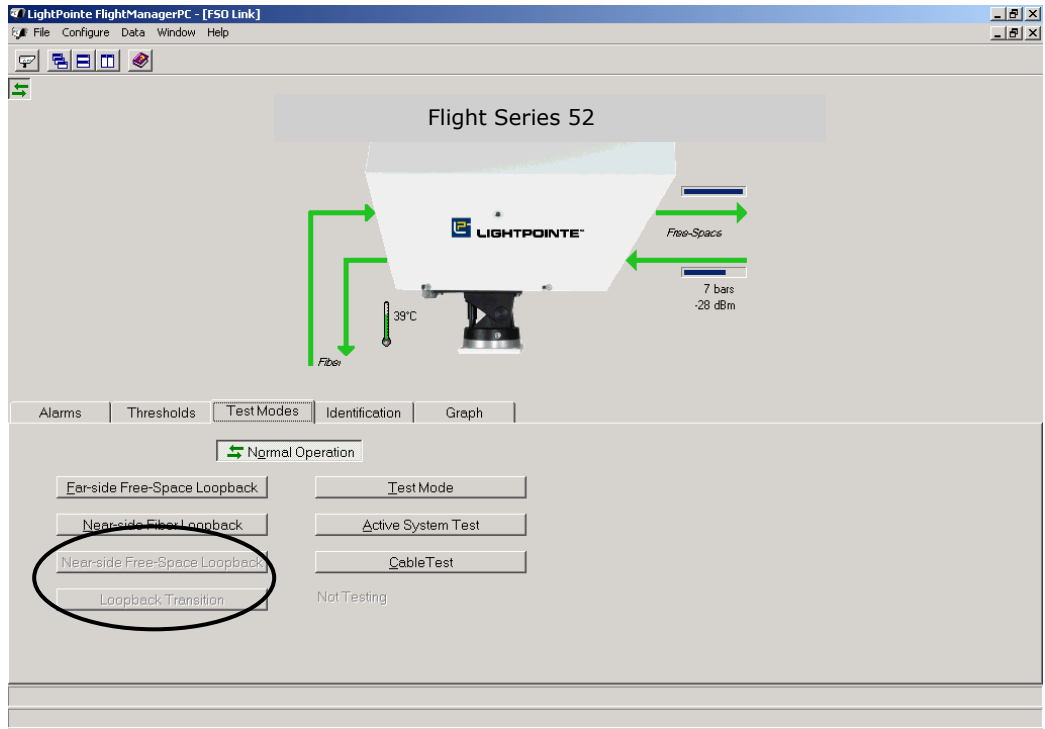 LightPointe FlightManagerPC - [FSO Link]
File Configure Data Window Help
Flight Series 52
LIGHTPOINTE
Free-Space
7 bars
-28 dBm
39°C
Fiber
Alarms Thresholds Test Modes Identification Graph
Normal Operation
Far-side Free-Space Loopback Test Mode
Near-side Fiber Loopback Active System Test
Near-side Free-Space Loopback Cable Test
Loopback Transition Not Testing